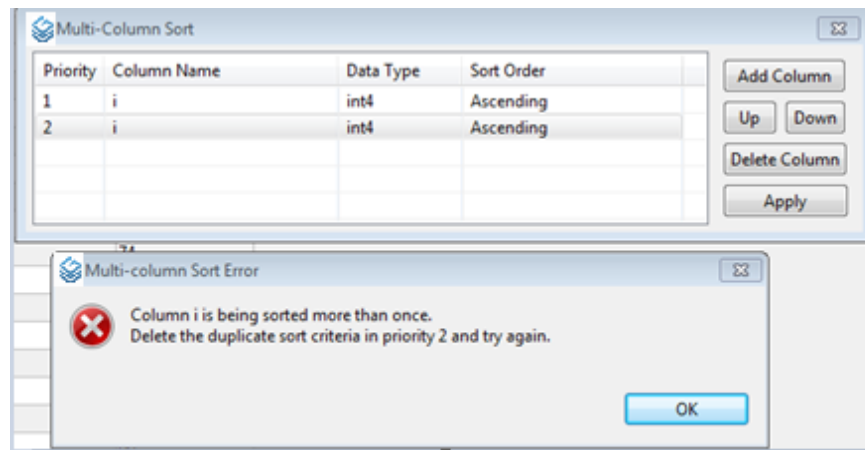 Multi-Column Sort
Priority Column Name Data Type Sort Order
1 i int4 Ascending
2 i int4 Ascending
Add Column
Up Down
Delete Column
Apply
Multi-column Sort Error
Column i is being sorted more than once.
Delete the duplicate sort criteria in priority 2 and try again.
OK